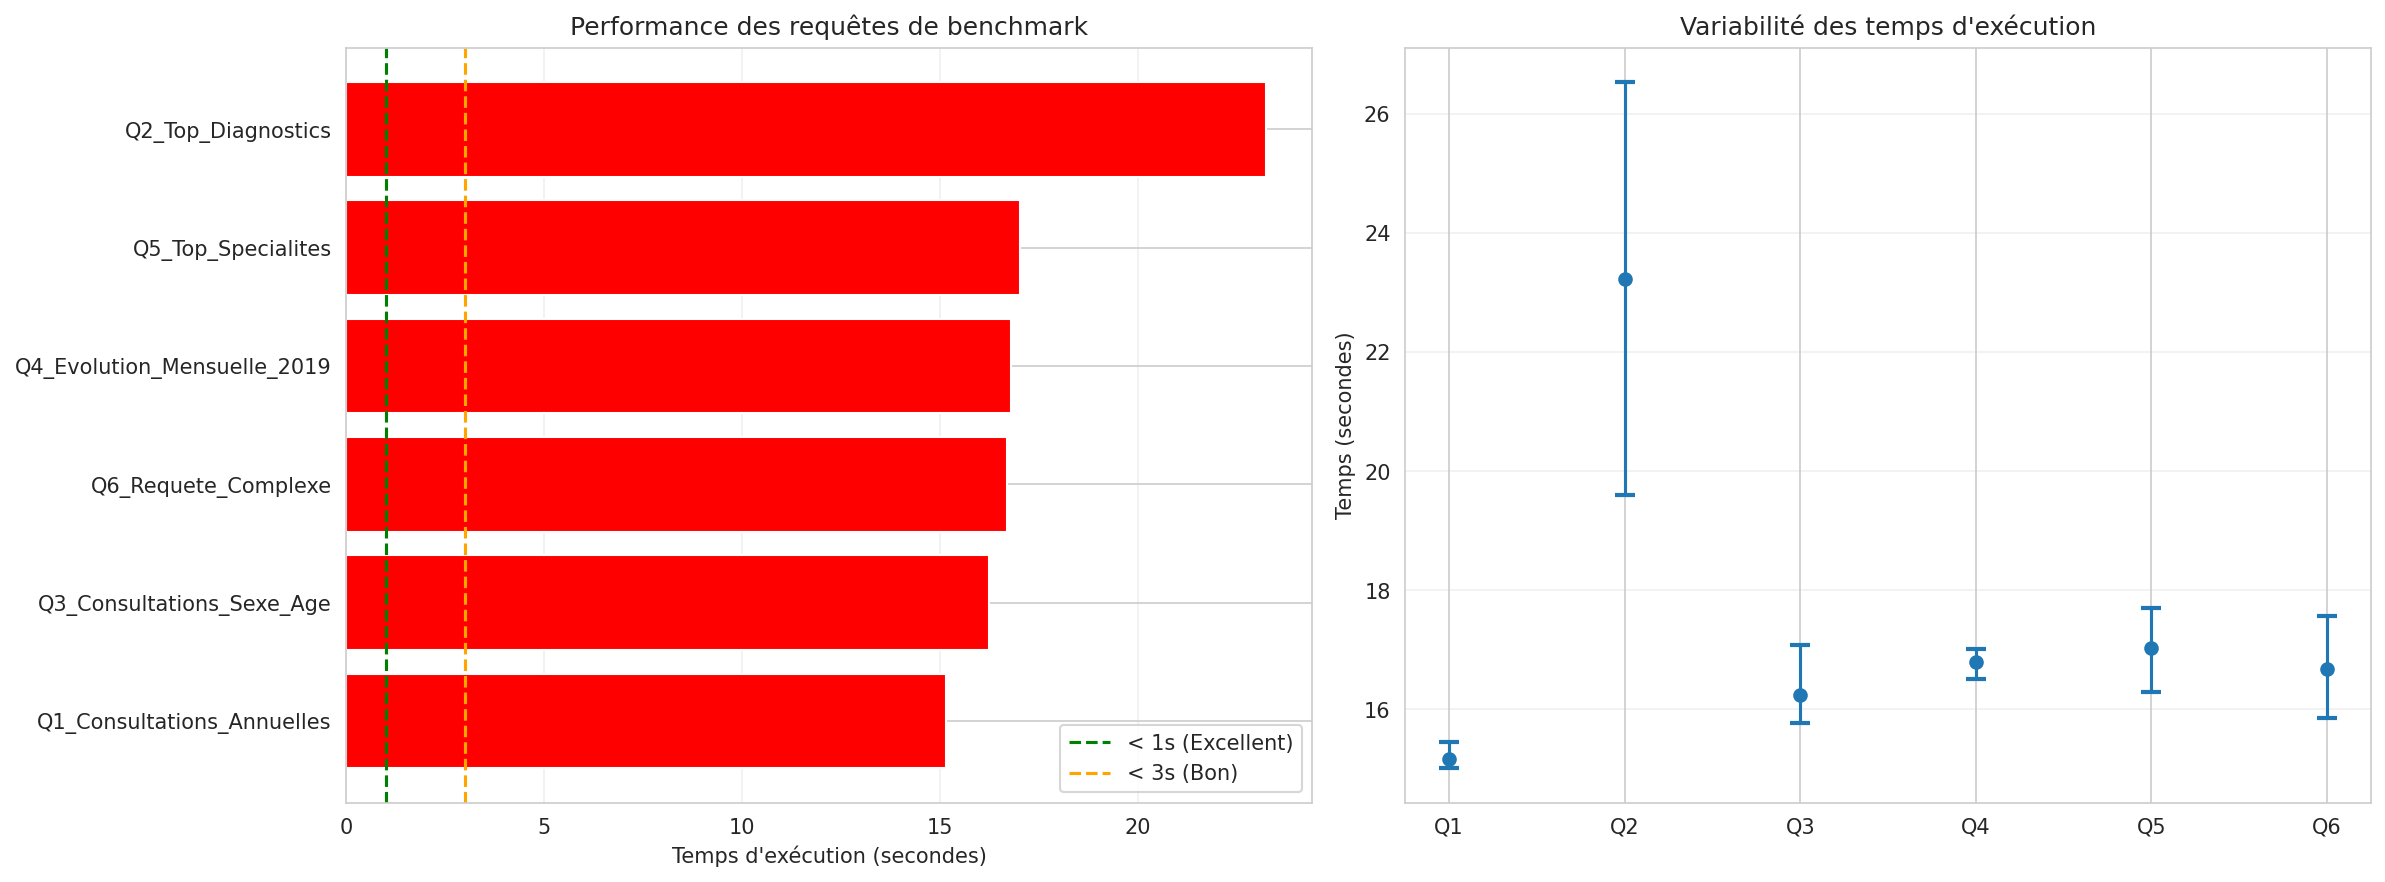 Performance des requêtes de benchmark
Q2_Top_Diagnostics
Q5_Top_Specialites
Q4_Evolution_Mensuelle_2019
Q6_Requete_Complexe
Q3_Consultations_Sexe_Age
Q1_Consultations_Annuelles
< 1s (Excellent)
< 3s (Bon)
0 5 10 15 20
Temps d'exécution (secondes)
Variabilité des temps d'exécution
Temps (secondes)
26
24
22
20
18
16
Q1 Q2 Q3 Q4 Q5 Q6